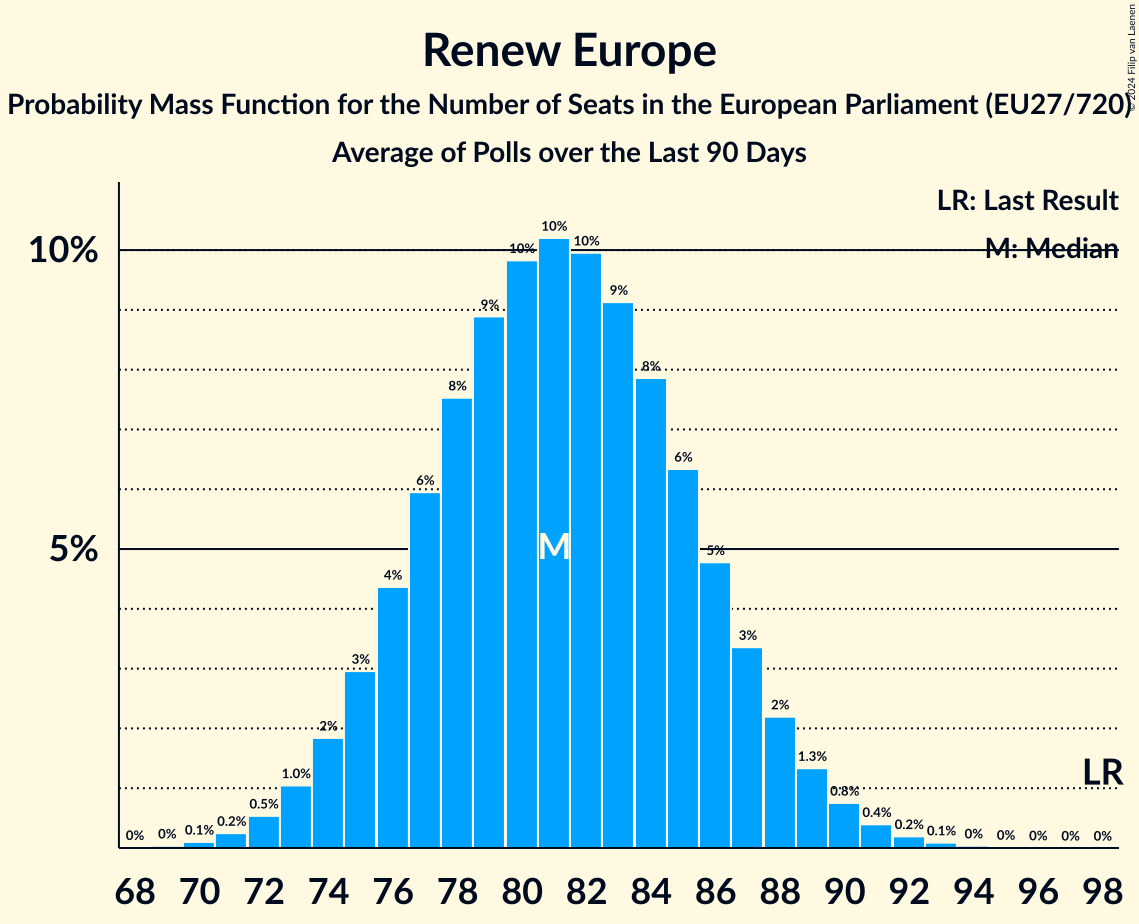 Renew Europe
Probability Mass Function for the Number of Seats in the European Parliament (EU27/720)
Average of Polls over the Last 90 Days
© 2024 Filip van Laenen
LR: Last Result
M: Median
10%
5%
0% 0% 0.1% 0.2% 0.5% 1.0% 2% 3% 4% 6% 8% 9% 10% 10% 10% 9% 8% 6% 5% 3% 2% 1.3% 0.8% 0.4% 0.2% 0.1% 0% 0% 0% 0% 0%
M
LR
68 70 72 74 76 78 80 82 84 86 88 90 92 94 96 98